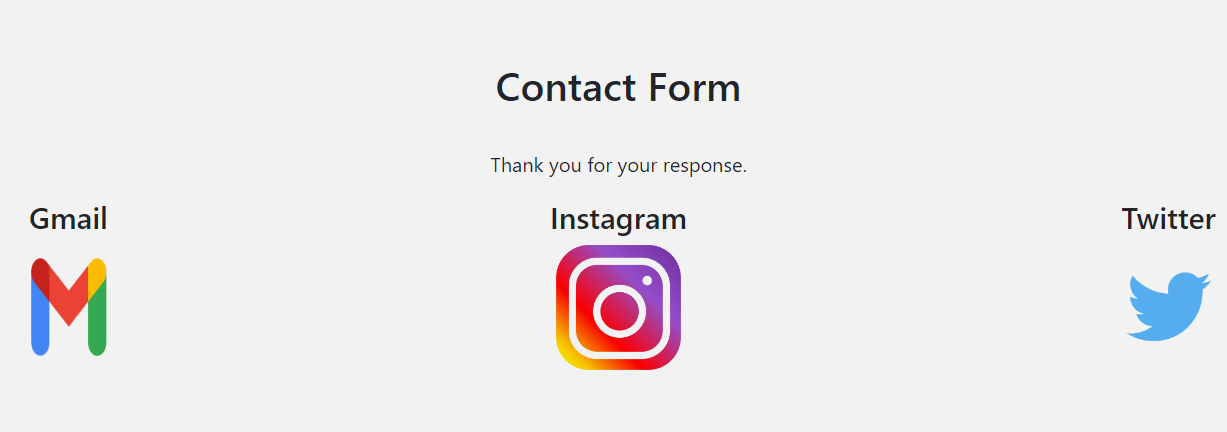 Contact Form
Thank you for your response.
Gmail
Instagram
Twitter